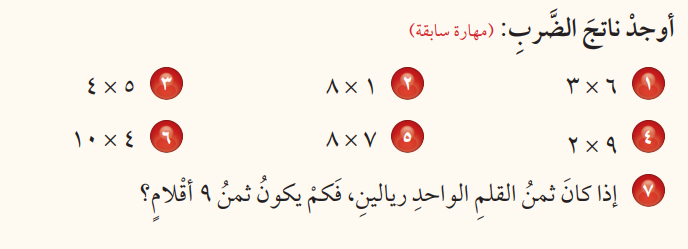 أوجدْ ناتجَ الضَّربِ: (مهارة سابقة)
١ ٦ × ٣ ٢ ١ × ٨ ٣ ٥ × ٤
٤ ٩ × ٢ ٥ ٧ × ٨ ٦ ٤ × ١٠
٧ إذا كانَ ثمنُ القلمِ الواحدِ ريالينِ، فَكمْ يكونُ ثمنُ ٩ أقْلامٍ؟